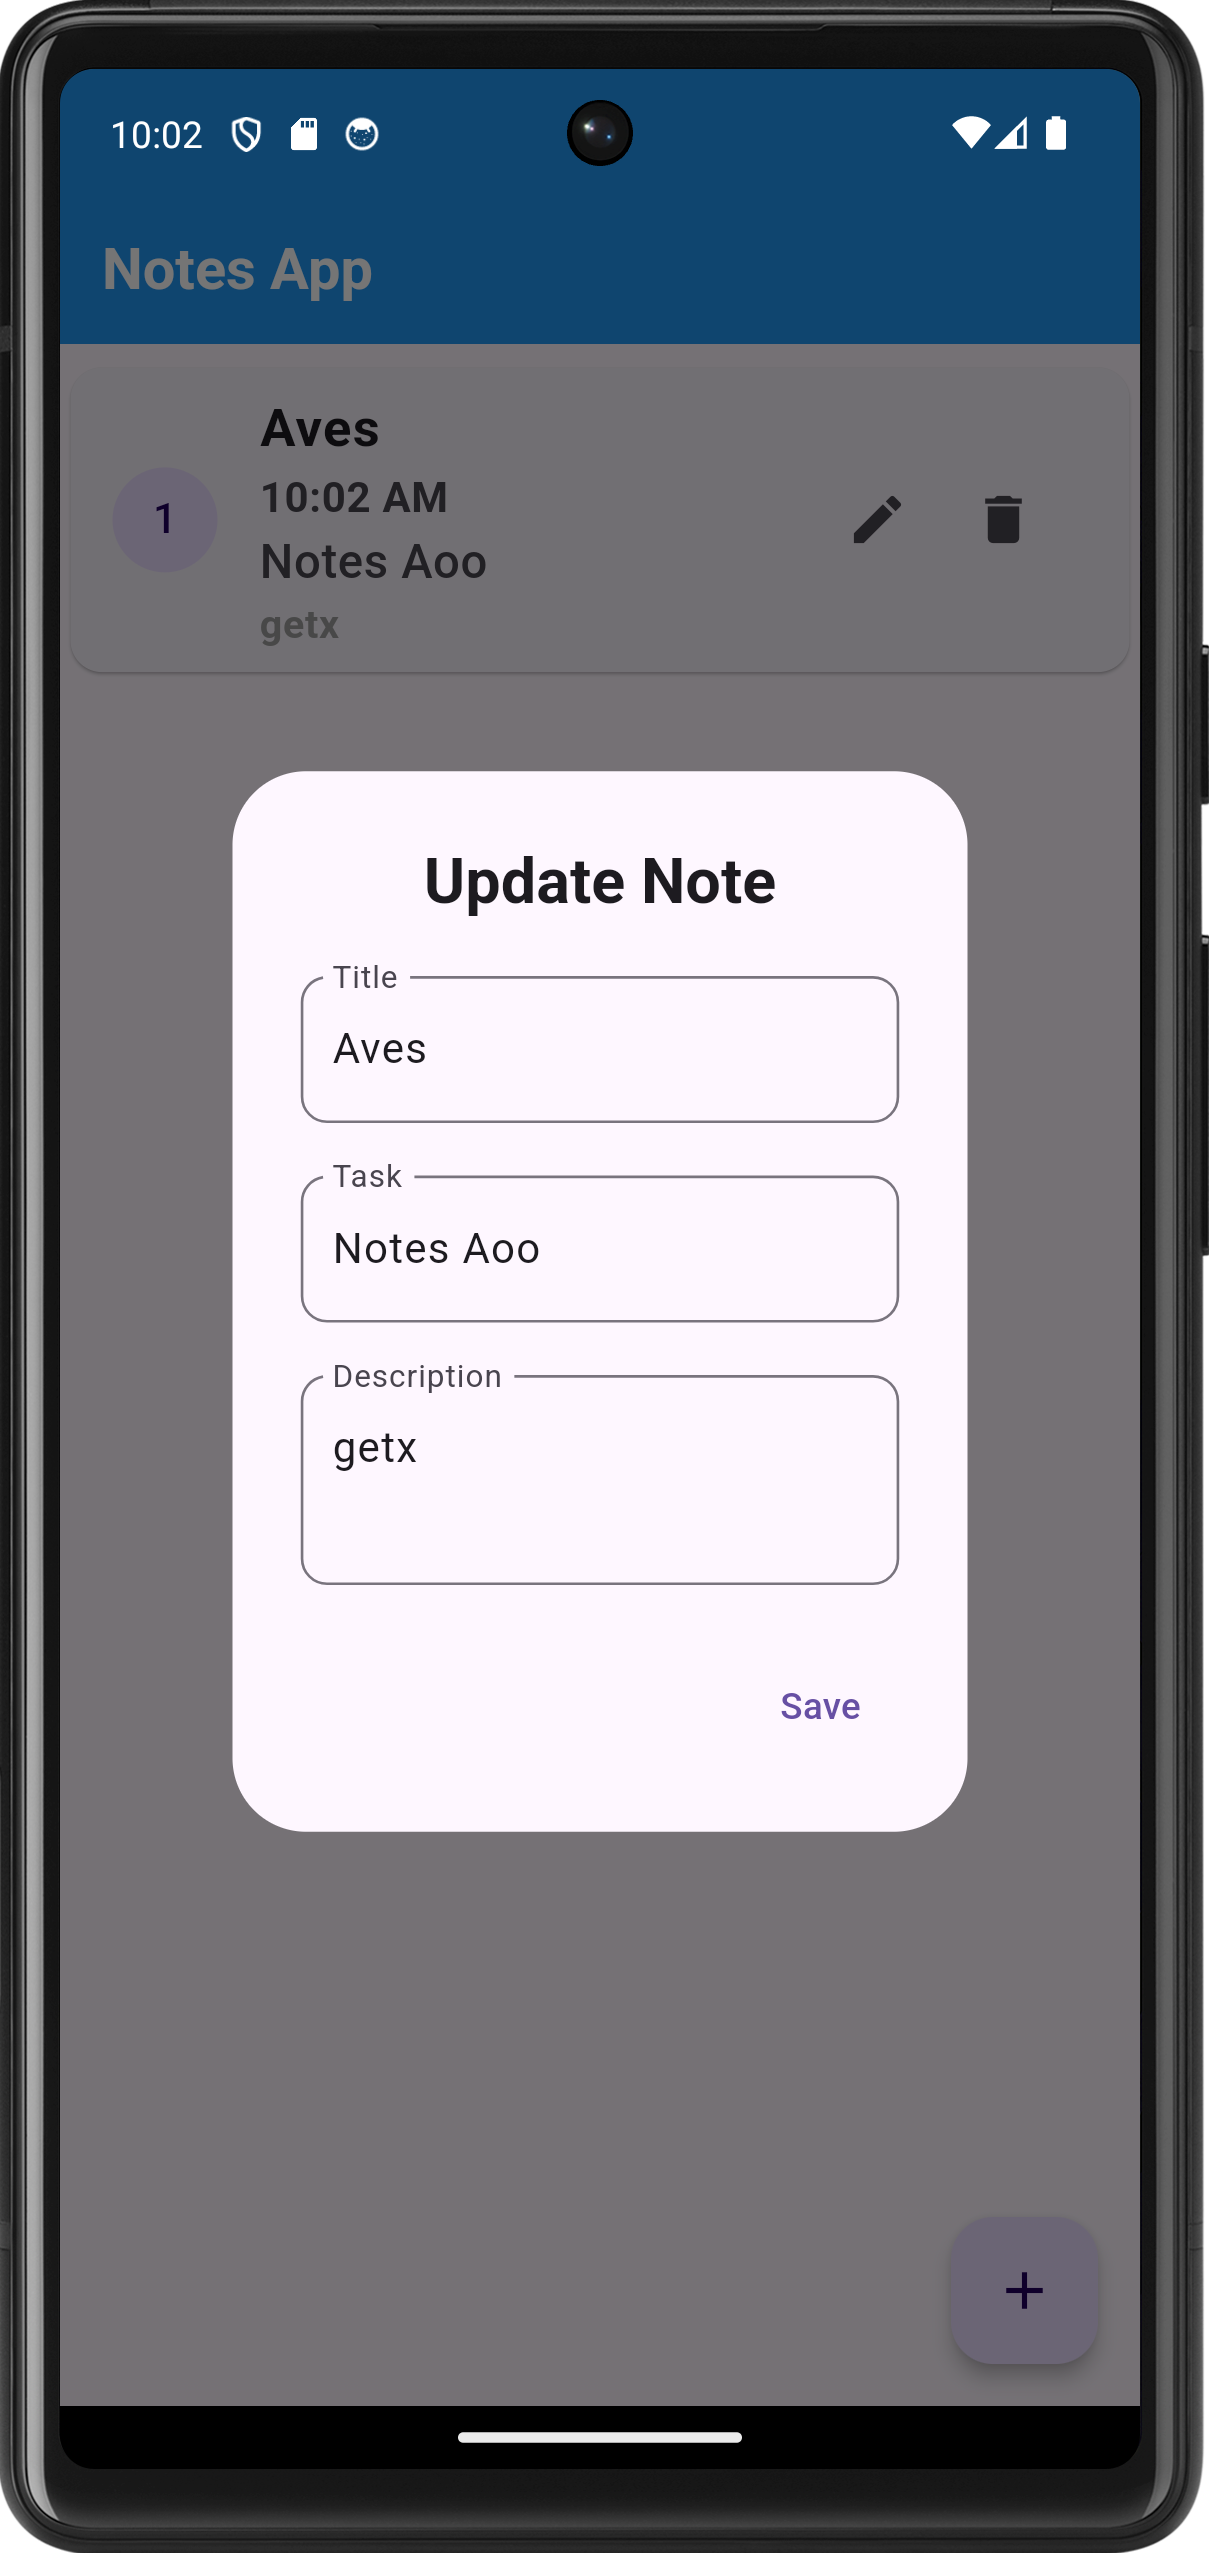 10:02
Notes App
1
Aves
10:02 AM
Notes Aoo
getx
Update Note
Title
Aves
Task
Notes Aoo
Description
getx
Save
+